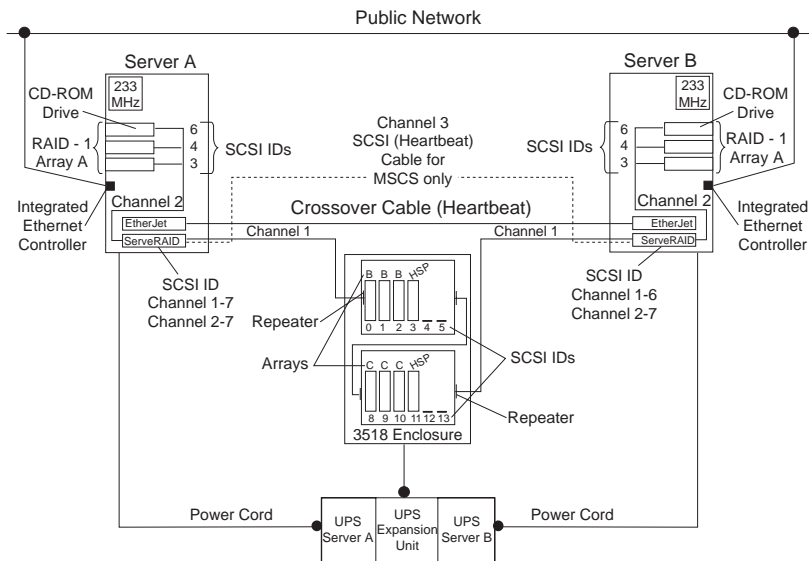 Public Network
Server A
Server B
233
MHz
233
MHz
CD-ROM
Drive
RAID - 1
Array A
6
4
3
SCSI IDs
Channel 3
SCSI (Heartbeat)
Cable for
MSCS only
SCSI IDs
6
4
3
CD-ROM
Drive
RAID - 1
Array A
Channel 2
Channel 2
Integrated
Ethernet
Controller
Integrated
Ethernet
Controller
Crossover Cable (Heartbeat)
EtherJet
EtherJet
ServeRAID
Channel 1
Channel 1
ServeRAID
SCSI ID
Channel 1-7
Channel 2-7
SCSI ID
Channel 1-6
Channel 2-7
B B B HSP
0 1 2 3 4 5
Repeater
Arrays
SCSI IDs
C C C HSP
8 9 10 11 12 13
Repeater
3518 Enclosure
Power Cord
Power Cord
UPS
Server A
UPS
Expansion
Unit
UPS
Server B